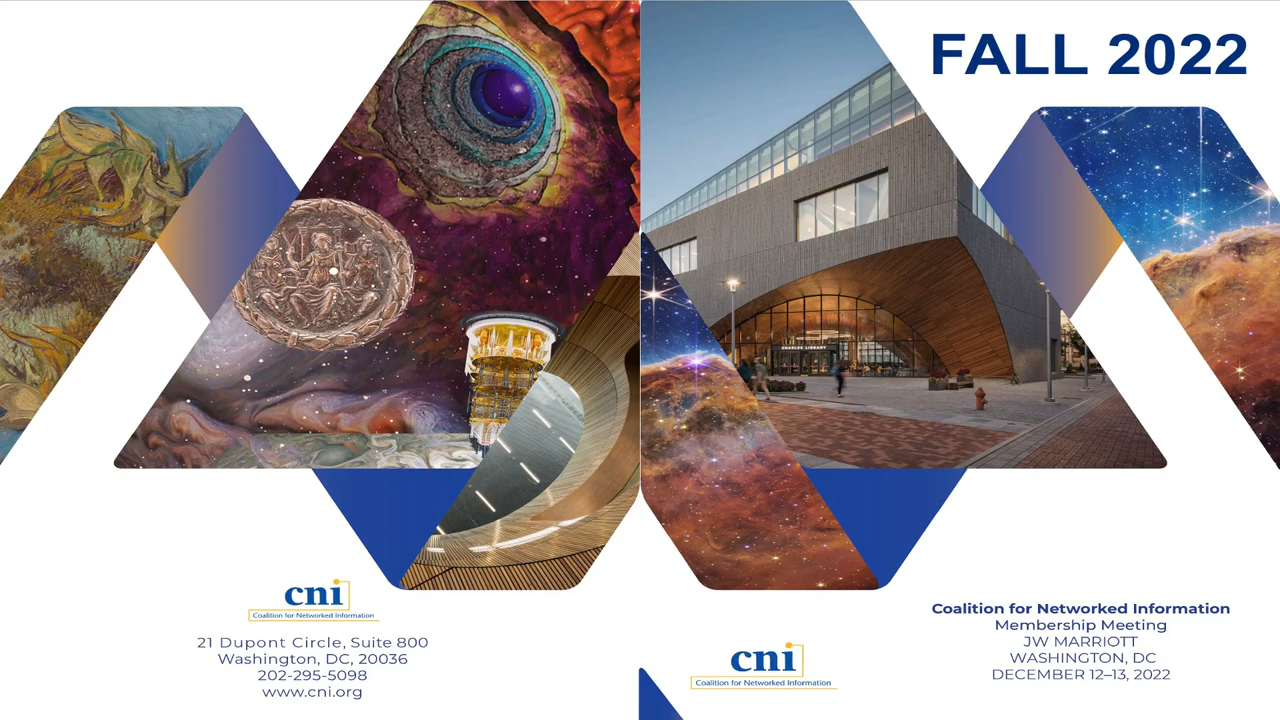 FALL 2022
CHARLES LIBRARY
cni
Coalition for Networked Information
21 Dupont Circle, Suite 800
Washington, DC, 20036
202-295-5098
www.cni.org
cni
Coalition for Networked Information
Coalition for Networked Information
Membership Meeting
JW MARRIOTT
WASHINGTON, DC
DECEMBER 12–13, 2022